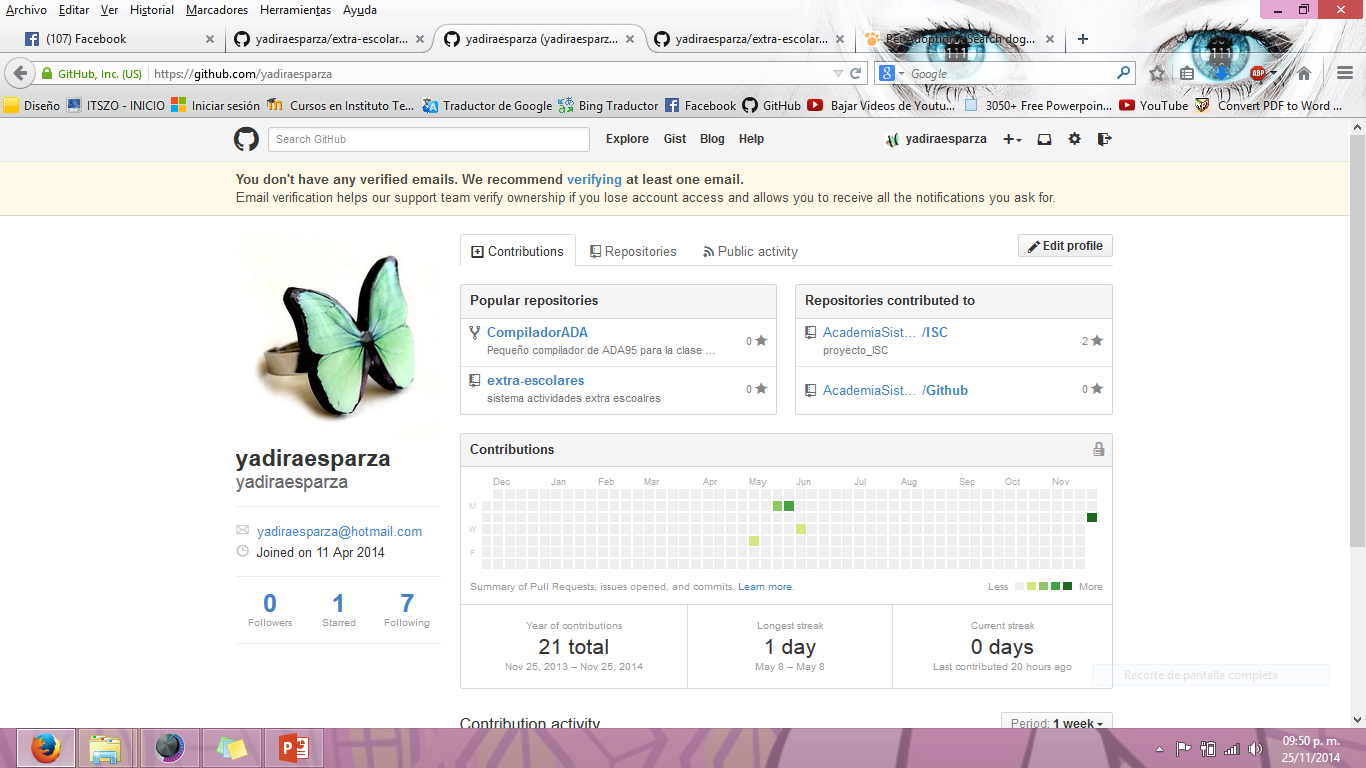 Archivo Editar Ver Historial Marcadores Herramientas Ayuda
(107) Facebook
yadiraesparza/extra-escolar...
yadiraesparza (yadiraesparz...
yadiraesparza/extra-escolar...
GitHub, Inc. (US)
https://github.com/yadiraesparza
Google
Diseño ITSZO - INICIO Iniciar sesión Cursos en Instituto Te... Traductor de Google Bing Traductor Facebook GitHub Bajar Videos de Youtu... 3050+ Free Powerpoin... YouTube Convert PDF to Word ...
Search GitHub
Explore Gist Blog Help
yadiraesparza
You don't have any verified emails. We recommend verifying at least one email.
Email verification helps our support team verify ownership if you lose account access and allows you to receive all the notifications you ask for.
yadiraesparza
yadiraesparza
yadiraesparza@hotmail.com
Joined on 11 Apr 2014
0 1 7
Followers Starred Following
Contributions Repositories Public activity
Edit profile
Popular repositories
CompiladorADA
Pequeño compilador de ADA95 para la clase ...
0
extra-escolares
sistema actividades extra escoalres
0
Repositories contributed to
AcademiaSist... /ISC
proyecto_ISC
2
AcademiaSist... /Github
0
Contributions
Dec Jan Feb Mar Apr May Jun Jul Aug Sep Oct Nov
M
W
F
Summary of Pull Requests, issues opened, and commits. Learn more.
Less More
Year of contributions
21 total
Nov 25, 2013 – Nov 25, 2014
Longest streak
1 day
May 8 – May 8
Current streak
0 days
Last contributed 20 hours ago
Recorte de pantalla completa
Contribution activity
Period: 1 week
09:50 p. m.
25/11/2014